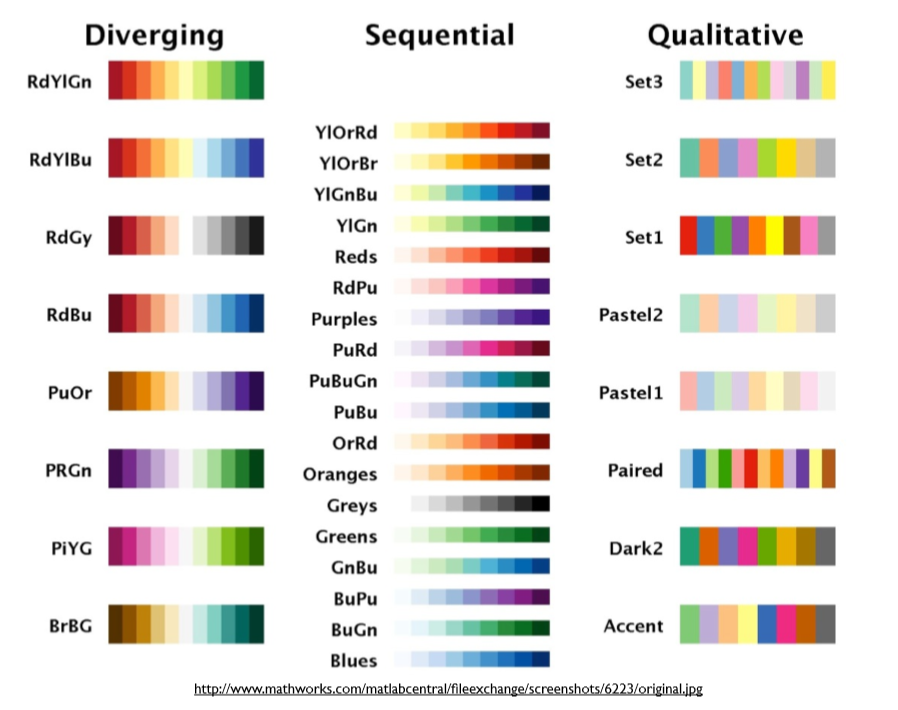 Diverging
RdYlGn
RdYlBu
RdGy
RdBu
PuOr
PRGn
PiYG
BrBG
Sequential
YlOrRd
YlOrBr
YlGnBu
YlGn
Reds
RdPu
Purples
PuRd
PuBuGn
PuBu
OrRd
Oranges
Greys
Greens
GnBu
BuPu
BuGn
Blues
Qualitative
Set3
Set2
Set1
Pastel2
Pastel1
Paired
Dark2
Accent
http://www.mathworks.com/matlabcentral/fileexchange/screenshots/6223/original.jpg